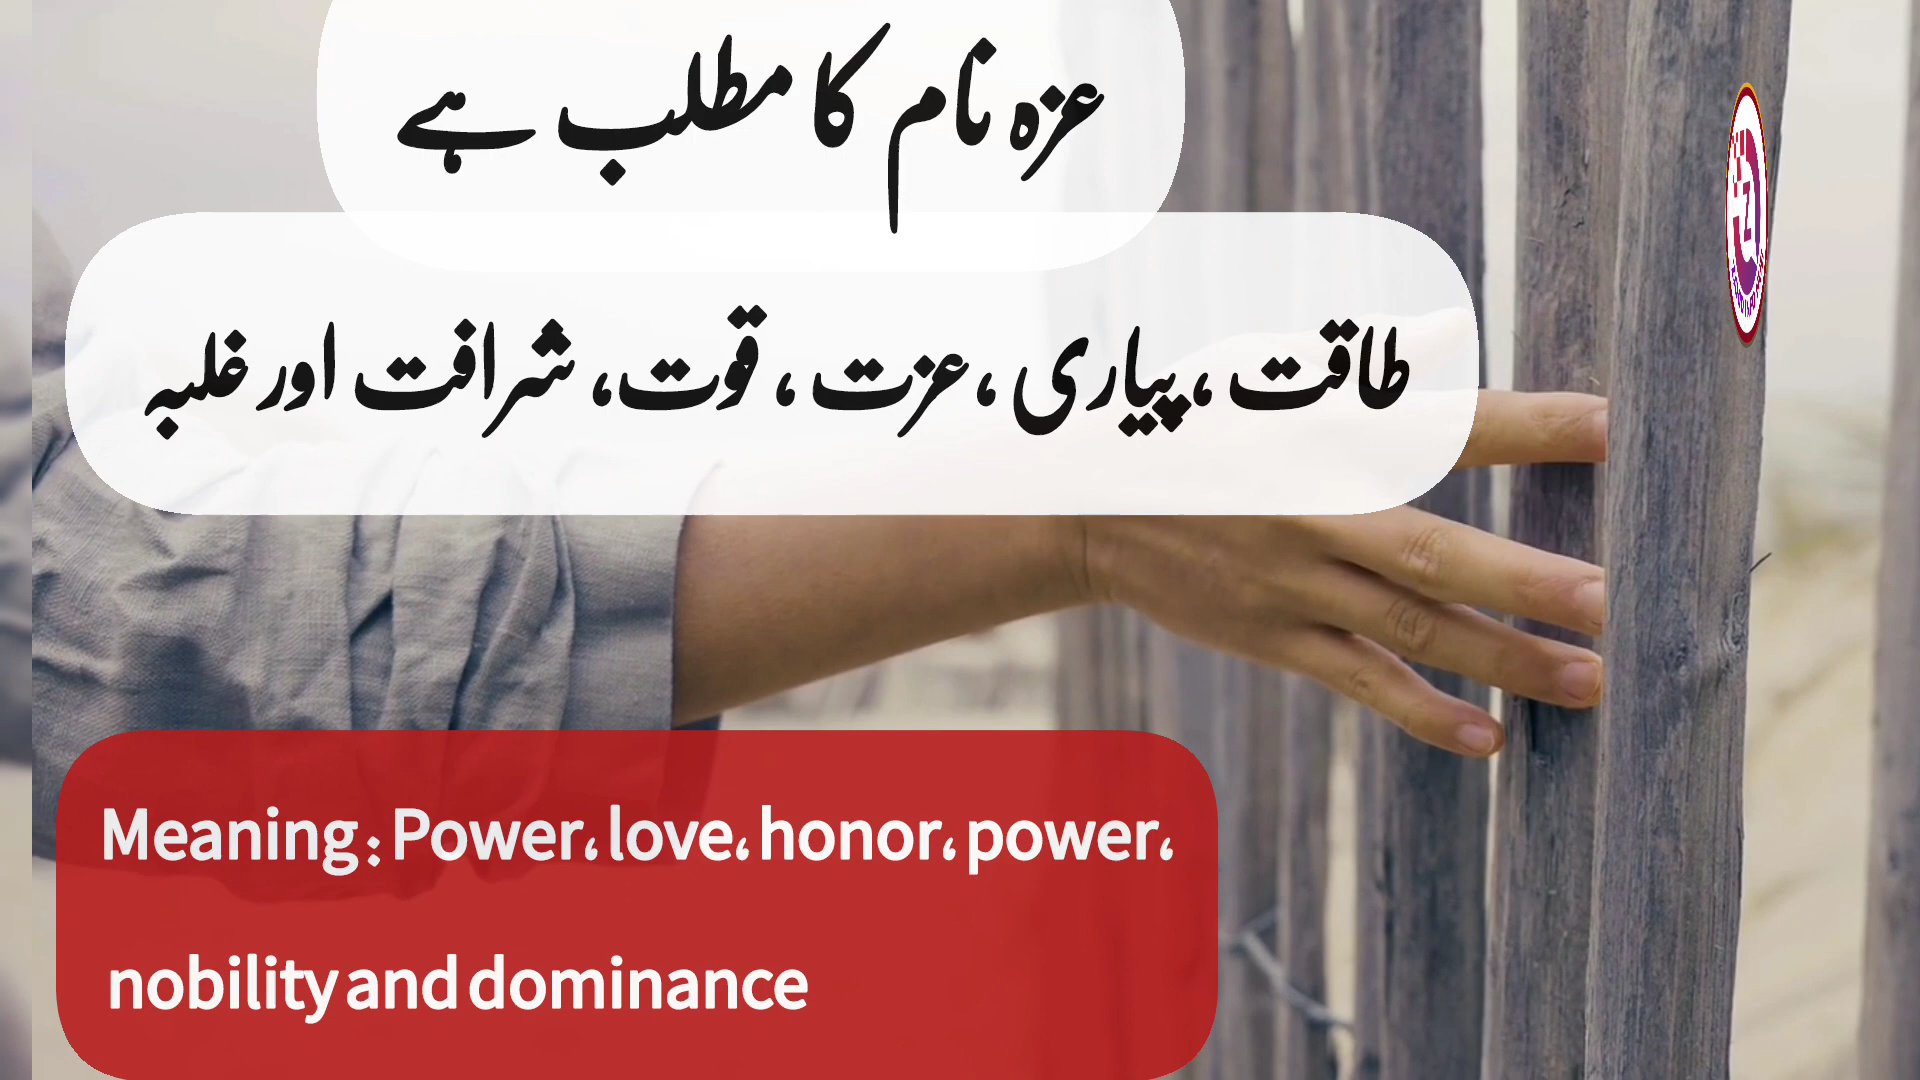 عزہ نام کا مطلب ہے
طاقت ،پیاری ،عزت ، قوت، شرافت اور غلبہ
Meaning : Power، love، honor، power،
nobility and dominance